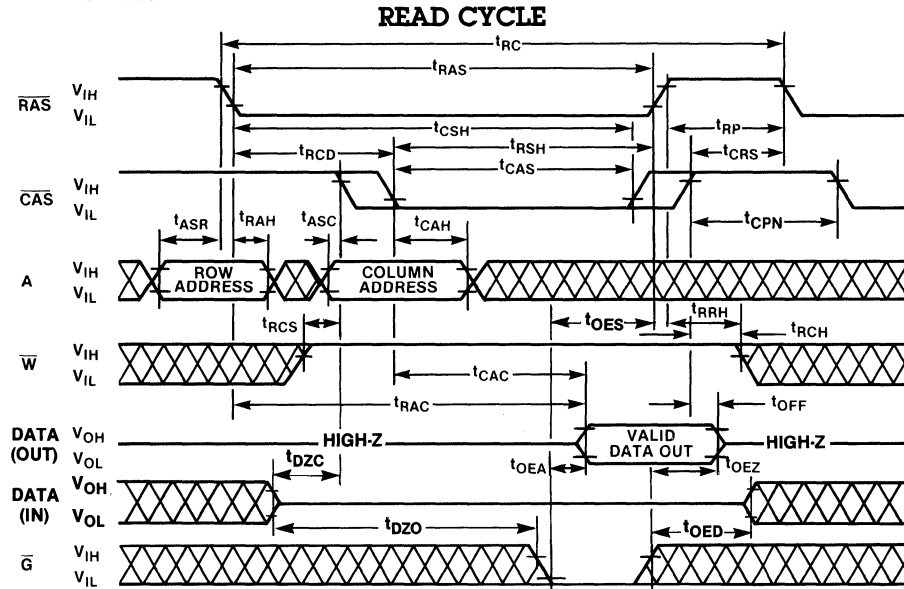 READ CYCLE
tRC
tRAS
RAS VIH
VIL
tCSH
tRP
tRCD
tRSH
tCRS
tCAS
CAS VIH
VIL
tASR
tRAH
tASC
tCAH
tCPN
A VIH
VIL
ROW
ADDRESS
COLUMN
ADDRESS
tRCS
tOES
tRRH
tRCH
W VIH
VIL
tCAC
tRAC
tOFF
DATA
(OUT)
VOH
VOL
HIGH-Z
VALID
DATA OUT
HIGH-Z
tDZC
tOEA
tOEZ
DATA
(IN)
VOH
VOL
tDZO
tOED
G VIH
VIL